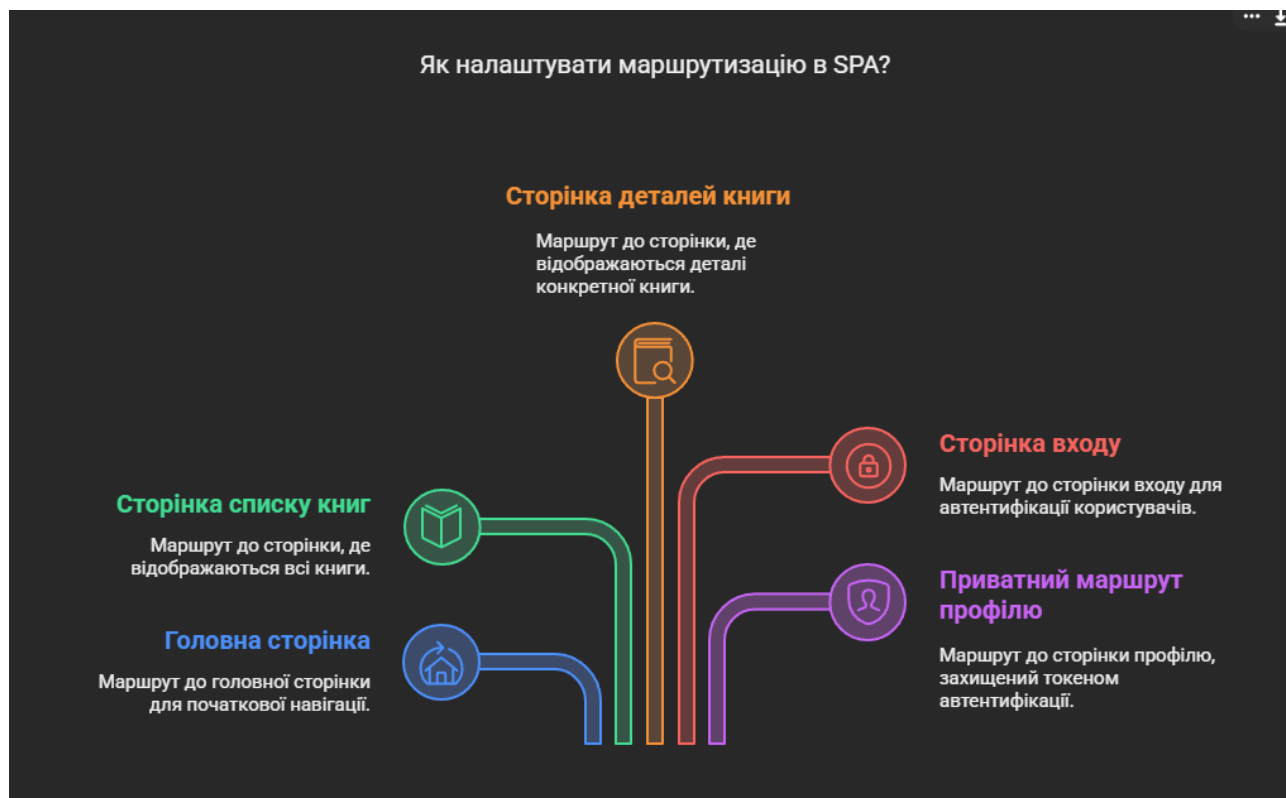 Як налаштувати маршрутизацію в SPA?
Сторінка деталей книги
Маршрут до сторінки, де
відображаються деталі
конкретної книги.
Сторінка входу
Маршрут до сторінки входу для
автентифікації користувачів.
Сторінка списку книг
Маршрут до сторінки, де
відображаються всі книги.
Приватний маршрут
профілю
Маршрут до сторінки профілю,
захищений токеном
автентифікації.
Головна сторінка
Маршрут до головної сторінки
для початкової навігації.